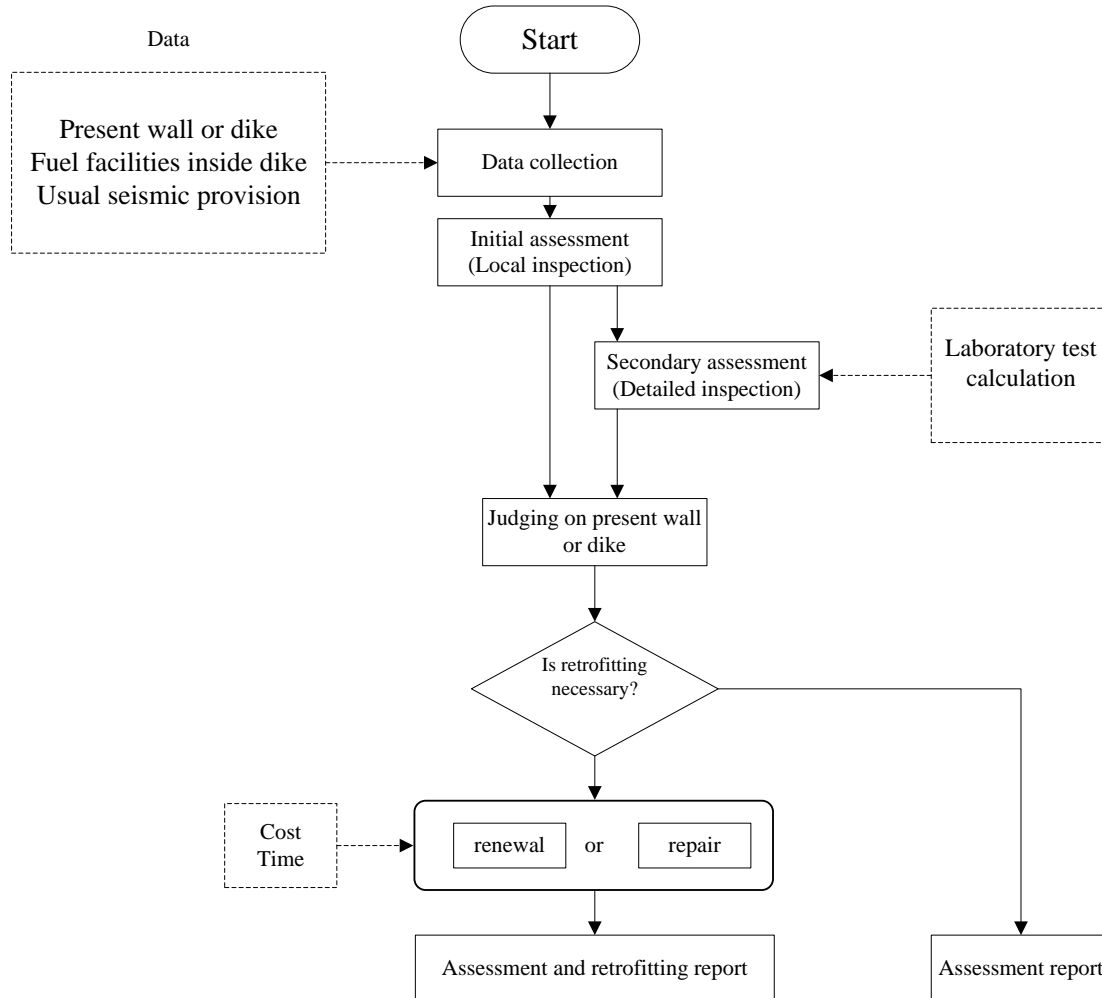 Data
Start
Present wall or dike
Fuel facilities inside dike
Usual seismic provision
Data collection
Initial assessment
(Local inspection)
Secondary assessment
(Detailed inspection)
Laboratory test
calculation
Judging on present wall
or dike
Is retrofitting
necessary?
Cost
Time
renewal or repair
Assessment and retrofitting report
Assessment report